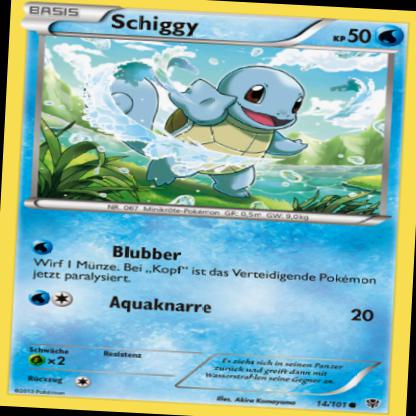 BASIS
Schiggy
KP 50
NR. 067 Minikröte-Pokémon GR: 0,5m GW: 9,0kg
Blubber
Wirf 1 Münze. Bei „Kopf“ ist das Verteidigende Pokémon
jetzt paralysiert.
Aquaknarre 20
Schwäche Resistenz
×2
Rückzug
Es zieht sich in seinen Panzer
zurück und greift dann mit
Wasserstrahlen seine Gegner an.
Illus. Akira Komayama
©2013 Pokémon 14/101